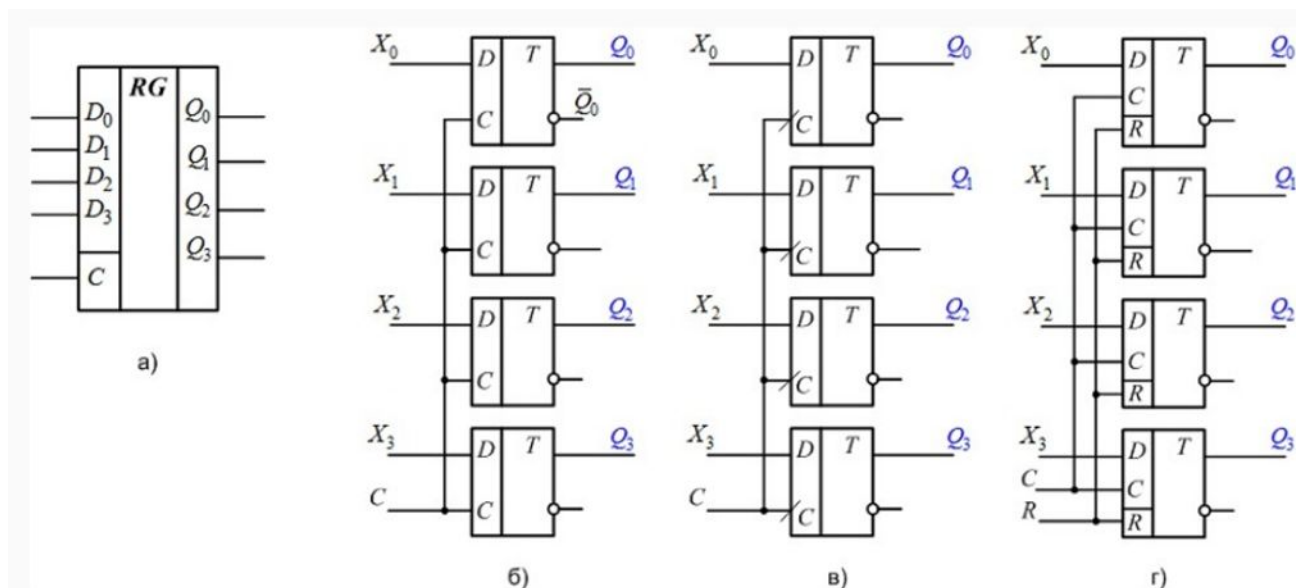 RG
D₀ Q₀
D₁ Q₁
D₂ Q₂
D₃ Q₃
C
а)
X₀ D T Q₀
C Q̅₀
X₁ D T Q₁
C
X₂ D T Q₂
C
X₃ D T Q₃
C C
б)
X₀ D T Q₀
C
X₁ D T Q₁
C
X₂ D T Q₂
C
X₃ D T Q₃
C C
в)
X₀ D T Q₀
C
R
X₁ D T Q₁
C
R
X₂ D T Q₂
C
R
X₃ D T Q₃
C C
R R
г)